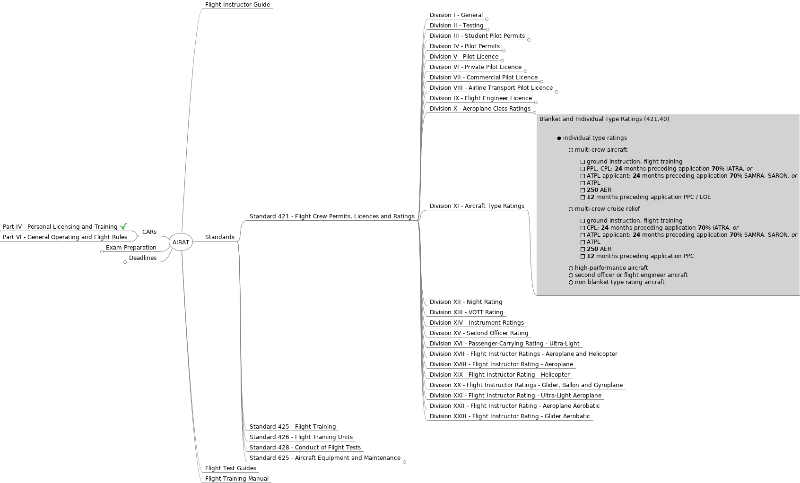 Flight Instructor Guide
Part IV - Personal Licensing and Training
Part VI - General Operating and Flight Rules
CARs
Exam Preparation
Deadlines
AIRAT
Standards
Standard 421 - Flight Crew Permits, Licences and Ratings
Division I - General
Division II - Testing
Division III - Student Pilot Permits
Division IV - Pilot Permits
Division V - Pilot Licence
Division VI - Private Pilot Licence
Division VII - Commercial Pilot Licence
Division VIII - Airline Transport Pilot Licence
Division IX - Flight Engineer Licence
Division X - Aeroplane Class Ratings
Division XI - Aircraft Type Ratings
Blanket and Individual Type Ratings (421.40)
individual type ratings
multi-crew aircraft
ground instruction, flight training
PPL, CPL: 24 months preceding application 70% IATRA, or
ATPL applicant: 24 months preceding application 70% SAMRA, SARON, or
ATPL
250 AER
12 months preceding application PPC / LOE
multi-crew cruise relief
ground instruction, flight training
CPL: 24 months preceding application 70% IATRA, or
ATPL applicant: 24 months preceding application 70% SAMRA, SARON, or
ATPL
250 AER
12 months preceding application PPC
high-performance aircraft
second officer or flight engineer aircraft
non blanket type rating aircraft
Division XII - Night Rating
Division XIII - VOTT Rating
Division XIV - Instrument Ratings
Division XV - Second Officer Rating
Division XVI - Passenger-Carrying Rating - Ultra-Light
Division XVII - Flight Instructor Ratings - Aeroplane and Helicopter
Division XVIII - Flight Instructor Rating - Aeroplane
Division XIX - Flight Instructor Rating - Helicopter
Division XX - Flight Instructor Ratings - Glider, Ballon and Gyroplane
Division XXI - Flight Instructor Rating - Ultra-Light Aeroplane
Division XXII - Flight Instructor Rating - Aeroplane Aerobatic
Division XXIII - Flight Instructor Rating - Glider Aerobatic
Standard 425 - Flight Training
Standard 426 - Flight Training Units
Standard 428 - Conduct of Flight Tests
Standard 625 - Aircraft Equipment and Maintenance
Flight Test Guides
Flight Training Manual